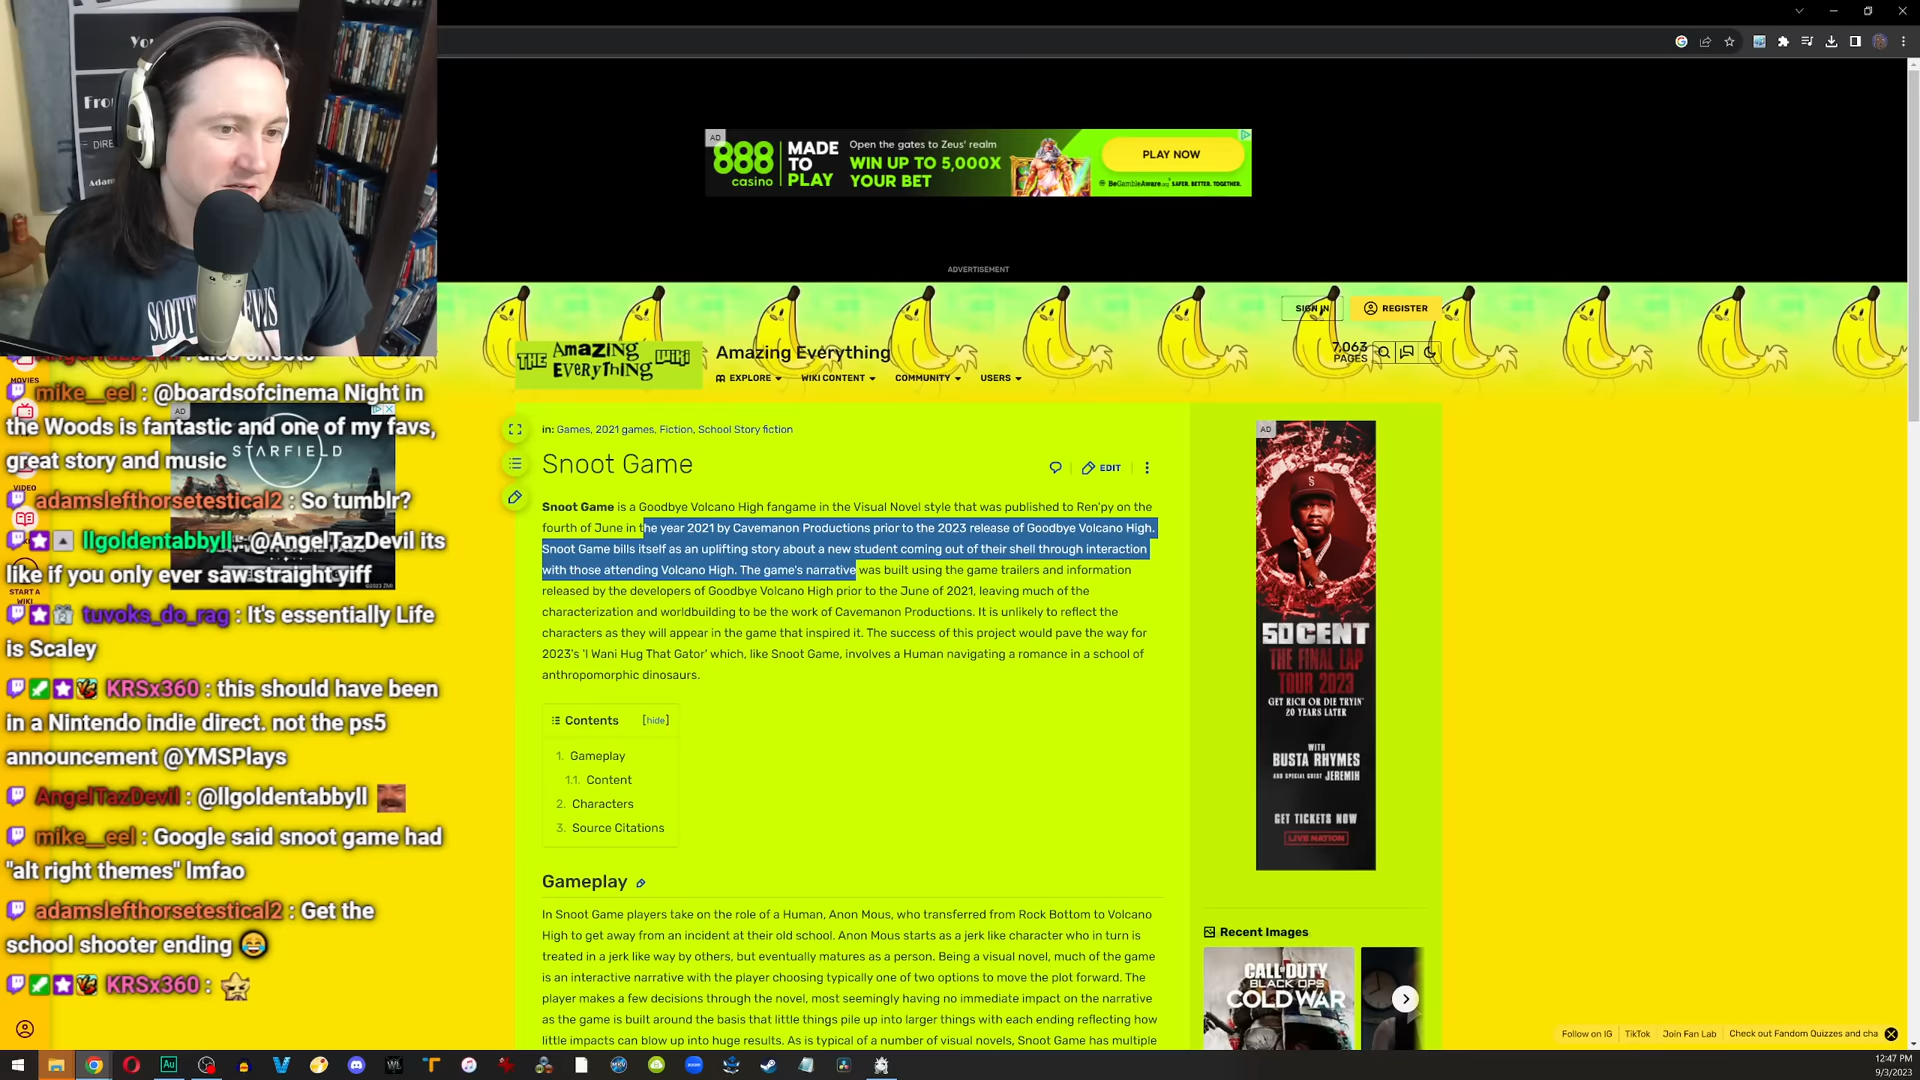 AD
888 casino
MADE TO PLAY
Open the gates to Zeus' realm
WIN UP TO 5,000X YOUR BET
PLAY NOW
BeGambleAware.org SAFER. BETTER. TOGETHER.
ADVERTISEMENT
SIGN IN
REGISTER
THE AmaziNG EvERyTHiNG wiki
Amazing Everything
7,063 PAGES
EXPLORE
WIKI CONTENT
COMMUNITY
USERS
in: Games, 2021 games, Fiction, School Story fiction
Snoot Game
EDIT
Snoot Game is a Goodbye Volcano High fangame in the Visual Novel style that was published to Ren'py on the
fourth of June in the year 2021 by Cavemanon Productions prior to the 2023 release of Goodbye Volcano High.
Snoot Game bills itself as an uplifting story about a new student coming out of their shell through interaction
with those attending Volcano High. The game's narrative was built using the game trailers and information
released by the developers of Goodbye Volcano High prior to the June of 2021, leaving much of the
characterization and worldbuilding to be the work of Cavemanon Productions. It is unlikely to reflect the
characters as they will appear in the game that inspired it. The success of this project would pave the way for
2023's 'I Wani Hug That Gator' which, like Snoot Game, involves a Human navigating a romance in a school of
anthropomorphic dinosaurs.
Contents [hide]
1. Gameplay
1.1. Content
2. Characters
3. Source Citations
Gameplay
In Snoot Game players take on the role of a Human, Anon Mous, who transferred from Rock Bottom to Volcano
High to get away from an incident at their old school. Anon Mous starts as a jerk like character who in turn is
treated in a jerk like way by others, but eventually matures as a person. Being a visual novel, much of the game
is an interactive narrative with the player choosing typically one of two options to move the plot forward. The
player makes a few decisions through the novel, most seemingly having no immediate impact on the narrative
as the game is built around the basis that little things pile up into larger things with each ending reflecting how
little impacts can blow up into huge results. As is typical of a number of visual novels, Snoot Game has multiple
AD
50 CENT
THE FINAL LAP
TOUR 2023
GET RICH OR DIE TRYIN'
20 YEARS LATER
WITH
BUSTA RHYMES
AND SPECIAL GUEST JEREMIH
GET TICKETS NOW
LIVE NATION
Recent Images
CALL OF DUTY
BLACK OPS
COLD WAR
Follow on IG
TikTok
Join Fan Lab
Check out Fandom Quizzes and cha
MOVIES
mike__eel : @boardsofcinema Night in
the Woods is fantastic and one of my favs,
great story and music
AD
STARFIELD
VIDEO
adamslefthorsetestical2 : So tumblr?
llgoldentabbyll : @AngelTazDevil its
like if you only ever saw straight yiff
START A WIKI
tuvoks_do_rag : It's essentially Life
is Scaley
KRSx360 : this should have been
in a Nintendo indie direct. not the ps5
announcement @YMSPlays
AngelTazDevil : @llgoldentabbyll
mike__eel : Google said snoot game had
"alt right themes" lmfao
adamslefthorsetestical2 : Get the
school shooter ending
KRSx360 :
12:47 PM
9/3/2023